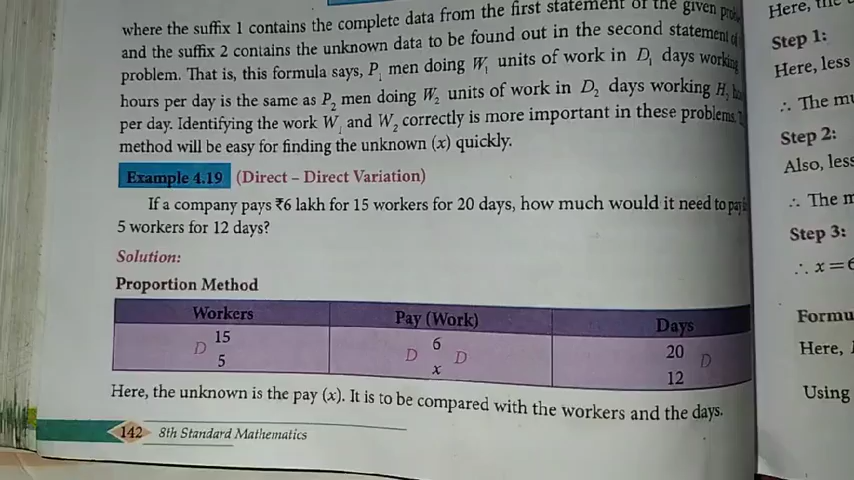 where the suffix 1 contains the complete data from the first statement of the given
and the suffix 2 contains the unknown data to be found out in the second statement of
problem. That is, this formula says, P₁ men doing W₁ units of work in D₁ days working
hours per day is the same as P₂ men doing W₂ units of work in D₂ days working H₂
per day. Identifying the work W₁ and W₂ correctly is more important in these problems.
method will be easy for finding the unknown (x) quickly.
Example 4.19 (Direct – Direct Variation)
If a company pays ₹6 lakh for 15 workers for 20 days, how much would it need to pay
5 workers for 12 days?
Solution:
Proportion Method
Workers Pay (Work) Days
15 6 20
D D D D
5 x 12
Here, the unknown is the pay (x). It is to be compared with the workers and the days.
142 8th Standard Mathematics
Here, the
Step 1:
Here, less
∴ The
Step 2:
Also, less
∴ The
Step 3:
∴ x = 6
Here,
Using